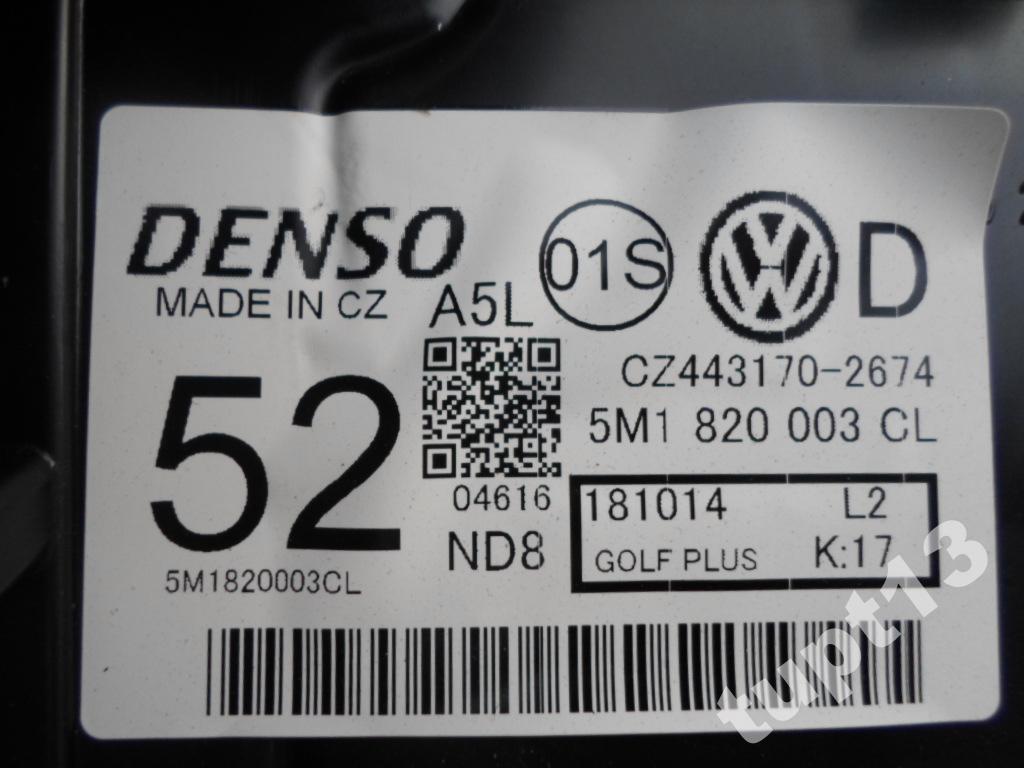 DENSO
MADE IN CZ
A5L
01S
D
CZ443170-2674
5M1 820 003 CL
52
04616
ND8
5M1820003CL
181014 L2
GOLF PLUS K:17
tupt13